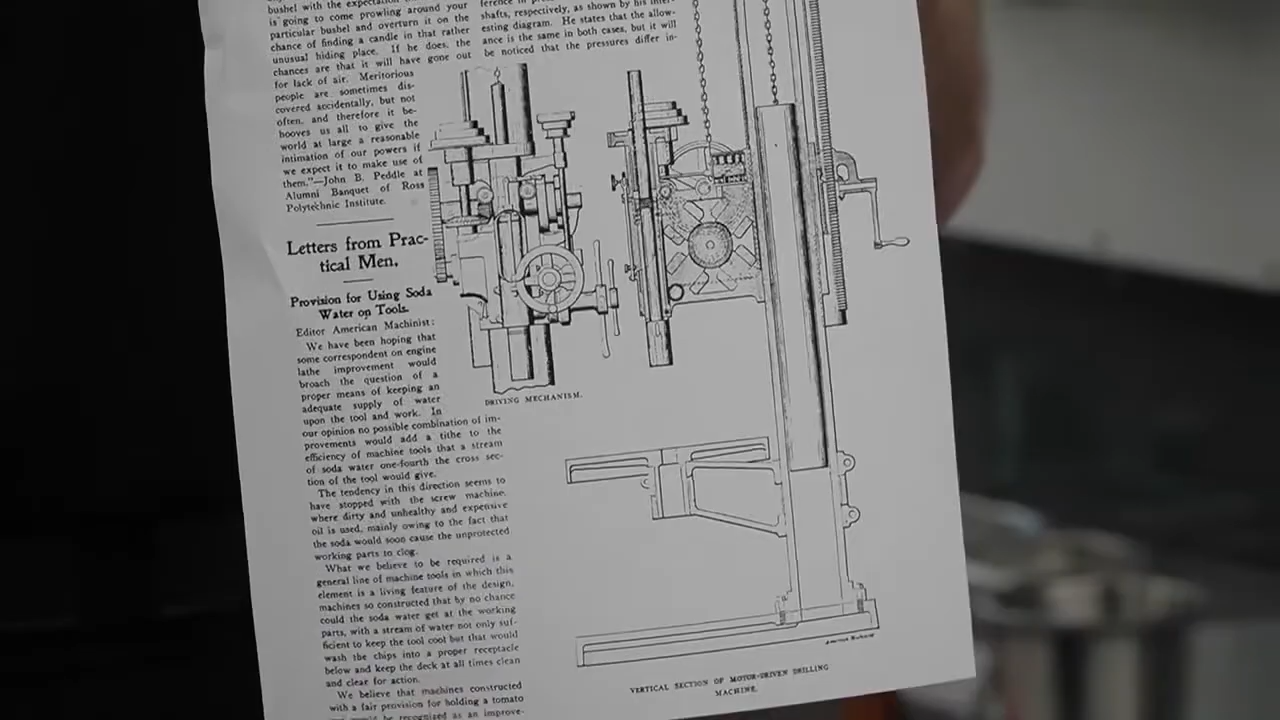 bushel with the expectation
is going to come prowling around your
particular bushel and overturn it on the
chance of finding a candle in that rather
unusual hiding place. If he does, the
chances are that it will have gone out
for lack of air. Meritorious
people are sometimes dis-
covered accidentally, but not
often, and therefore it be-
hooves us all to give the
world at large a reasonable
intimation of our powers if
we expect it to make use of
them."—John B. Peddle at
Alumni Banquet of Ross
Polytechnic Institute.
Letters from Prac-
tical Men.
Provision for Using Soda
Water on Tools.
Editor American Machinist:
We have been hoping that
some correspondent on engine
lathe improvement would
broach the question of a
proper means of keeping an
adequate supply of water
upon the tool and work. In
our opinion no possible combination of im-
provements would add a tithe to the
efficiency of machine tools that a stream
of soda water one-fourth the cross sec-
tion of the tool would give.
The tendency in this direction seems to
have stopped with the screw machine,
where dirty and unhealthy and expensive
oil is used, mainly owing to the fact that
the soda would soon cause the unprotected
working parts to clog.
What we believe to be required is a
general line of machine tools in which this
element is a living feature of the design,
machines so constructed that by no chance
could the soda water get at the working
parts, with a stream of water not only suf-
ficient to keep the tool cool but that would
wash the chips into a proper receptacle
below and keep the deck at all times clean
and clear for action.
We believe that machines constructed
with a fair provision for holding a tomato
be recognized as an improve-
shafts, respectively, as shown by his inter-
esting diagram. He states that the allow-
ance is the same in both cases, but it will
be noticed that the pressures differ in-
DRIVING MECHANISM.
American Machinist
VERTICAL SECTION OF MOTOR-DRIVEN DRILLING
MACHINE.